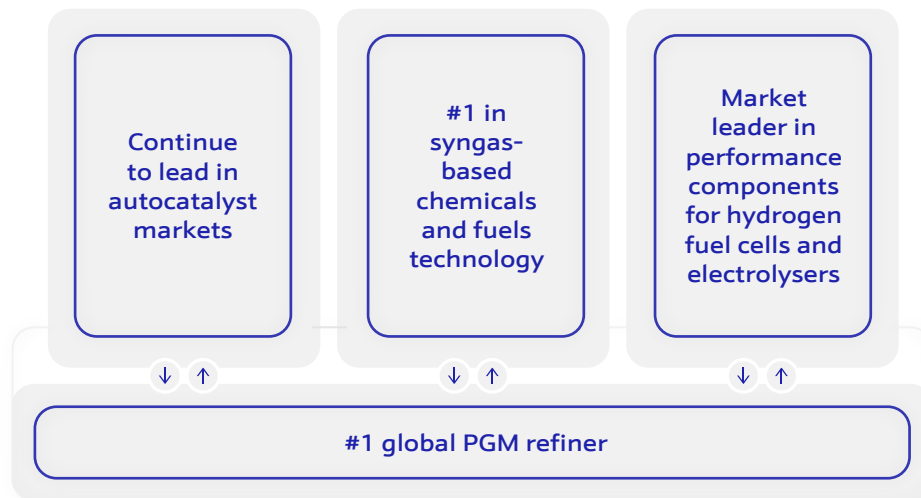 Continue
to lead in
autocatalyst
markets
#1 in
syngas-
based
chemicals
and fuels
technology
Market
leader in
performance
components
for hydrogen
fuel cells and
electrolysers
#1 global PGM refiner